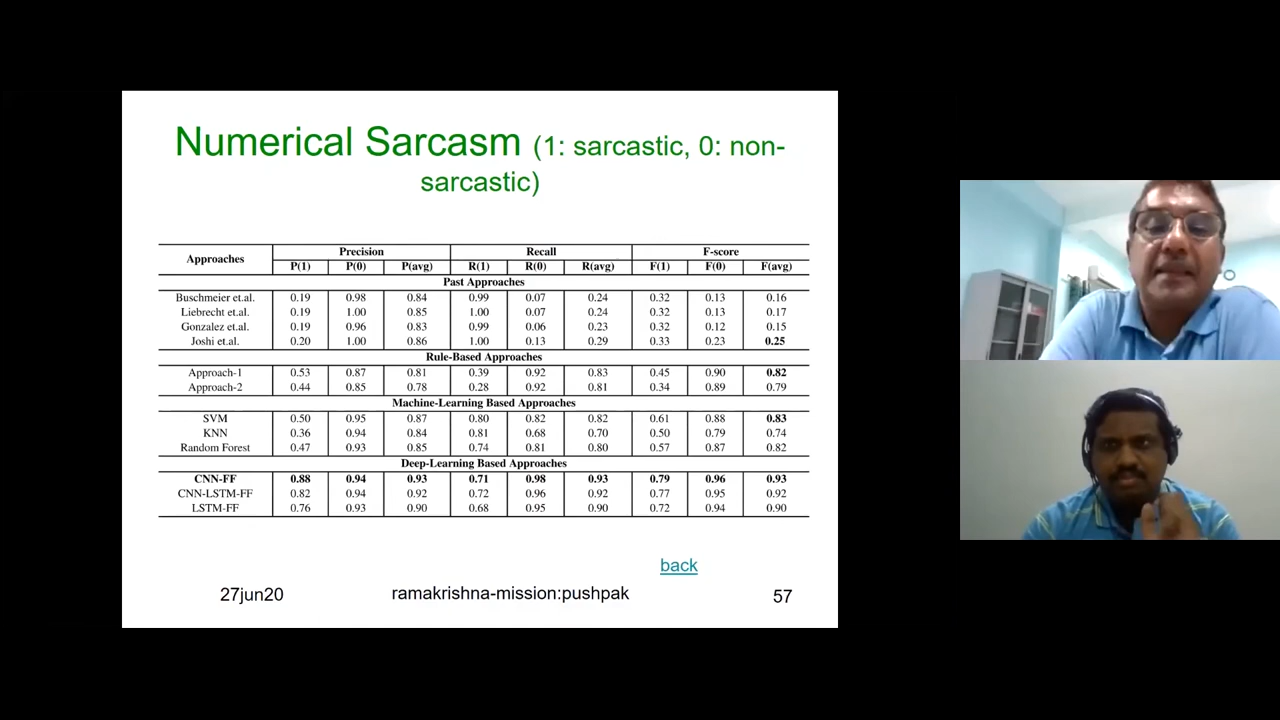 Numerical Sarcasm (1: sarcastic, 0: non-
sarcastic)
Approaches Precision Recall F-score
P(1) P(0) P(avg) R(1) R(0) R(avg) F(1) F(0) F(avg)
Past Approaches
Buschmeier et.al. 0.19 0.98 0.84 0.99 0.07 0.24 0.32 0.13 0.16
Liebrecht et.al. 0.19 1.00 0.85 1.00 0.07 0.24 0.32 0.13 0.17
Gonzalez et.al. 0.19 0.96 0.83 0.99 0.06 0.23 0.32 0.12 0.15
Joshi et.al. 0.20 1.00 0.86 1.00 0.13 0.29 0.33 0.23 0.25
Rule-Based Approaches
Approach-1 0.53 0.87 0.81 0.39 0.92 0.83 0.45 0.90 0.82
Approach-2 0.44 0.85 0.78 0.28 0.92 0.81 0.34 0.89 0.79
Machine-Learning Based Approaches
SVM 0.50 0.95 0.87 0.80 0.82 0.82 0.61 0.88 0.83
KNN 0.36 0.94 0.84 0.81 0.68 0.70 0.50 0.79 0.74
Random Forest 0.47 0.93 0.85 0.74 0.81 0.80 0.57 0.87 0.82
Deep-Learning Based Approaches
CNN-FF 0.88 0.94 0.93 0.71 0.98 0.93 0.79 0.96 0.93
CNN-LSTM-FF 0.82 0.94 0.92 0.72 0.96 0.92 0.77 0.95 0.92
LSTM-FF 0.76 0.93 0.90 0.68 0.95 0.90 0.72 0.94 0.90
back
27jun20 ramakrishna-mission:pushpak 57